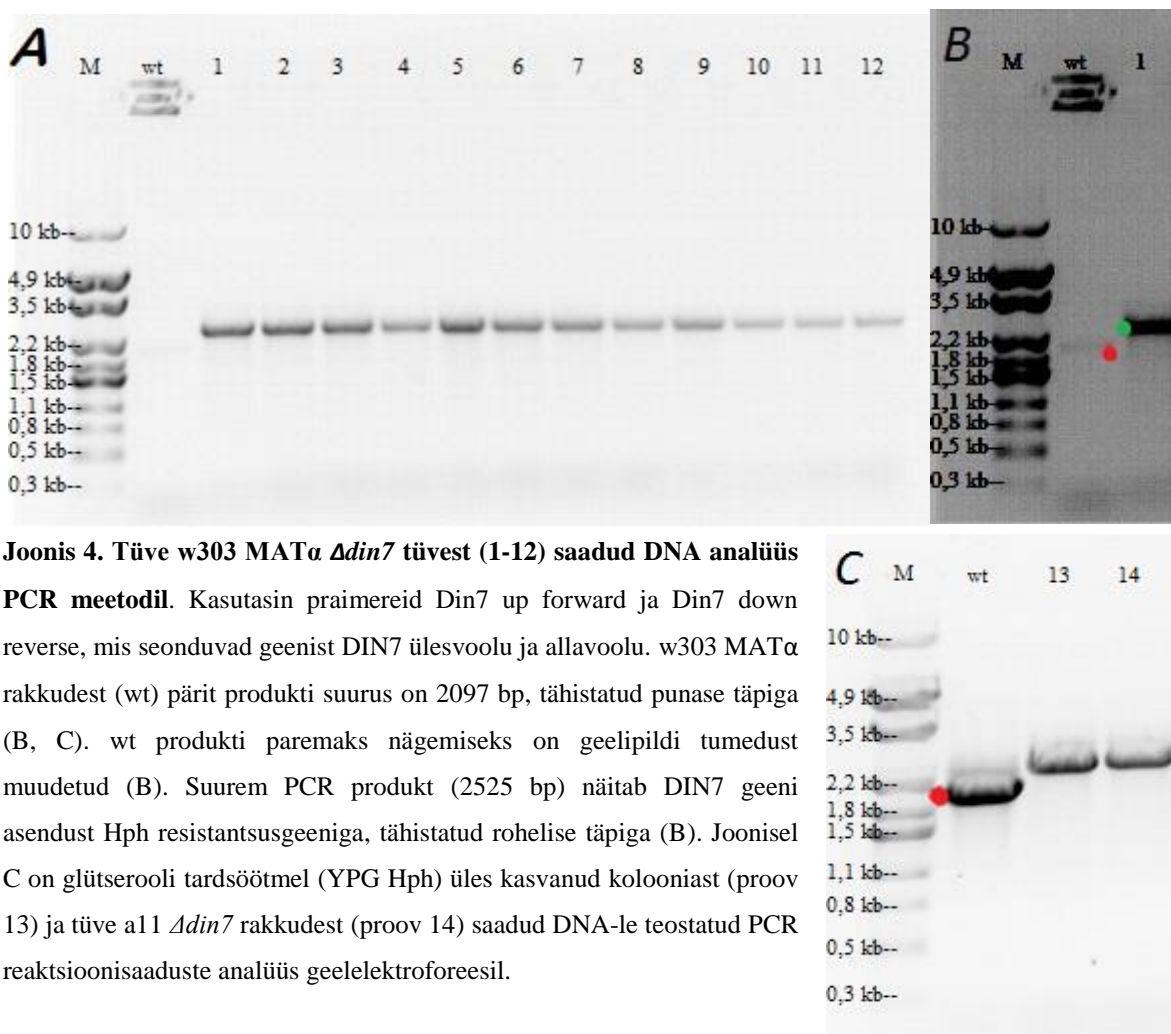 A
M wt 1 2 3 4 5 6 7 8 9 10 11 12
10 kb--
4,9 kb--
3,5 kb--
2,2 kb--
1,8 kb--
1,5 kb--
1,1 kb--
0,8 kb--
0,5 kb--
0,3 kb--
B
M wt 1
10 kb--
4,9 kb--
3,5 kb--
2,2 kb--
1,8 kb--
1,5 kb--
1,1 kb--
0,8 kb--
0,5 kb--
0,3 kb--
Joonis 4. Tüve w303 MATα Δdin7 tüvest (1-12) saadud DNA analüüs
PCR meetodil. Kasutasin praimereid Din7 up forward ja Din7 down
reverse, mis seonduvad geenist DIN7 ülesvoolu ja allavoolu. w303 MATα
rakkudest (wt) pärit produkti suurus on 2097 bp, tähistatud punase täpiga
(B, C). wt produkti paremaks nägemiseks on geelipildi tumedust
muudetud (B). Suurem PCR produkt (2525 bp) näitab DIN7 geeni
asendust Hph resistantsusgeeniga, tähistatud rohelise täpiga (B). Joonisel
C on glütserooli tardsöötmel (YPG Hph) üles kasvanud kolooniast (proov
13) ja tüve a11 Δdin7 rakkudest (proov 14) saadud DNA-le teostatud PCR
reaktsioonisaaduste analüüs geelelektroforeesil.
C
M wt 13 14
10 kb--
4,9 kb--
3,5 kb--
2,2 kb--
1,8 kb--
1,5 kb--
1,1 kb--
0,8 kb--
0,5 kb--
0,3 kb--